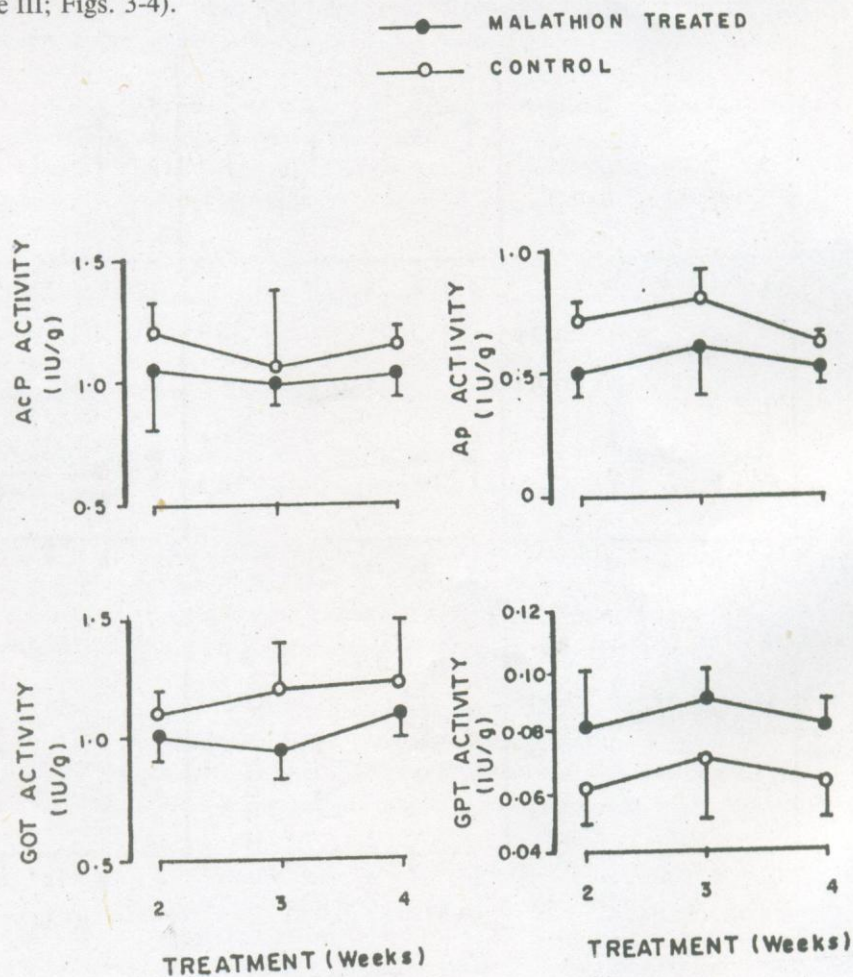 e III; Figs. 3-4).
MALATHION TREATED
CONTROL
AcP ACTIVITY
(IU/g)
1·5
1·0
0·5
Ap ACTIVITY
(IU/g)
1·0
0·5
0
GOT ACTIVITY
(IU/g)
1·5
1·0
0·5
2
3
4
TREATMENT (Weeks)
GPT ACTIVITY
(IU/g)
0·12
0·10
0·08
0·06
0·04
2
3
4
TREATMENT (Weeks)